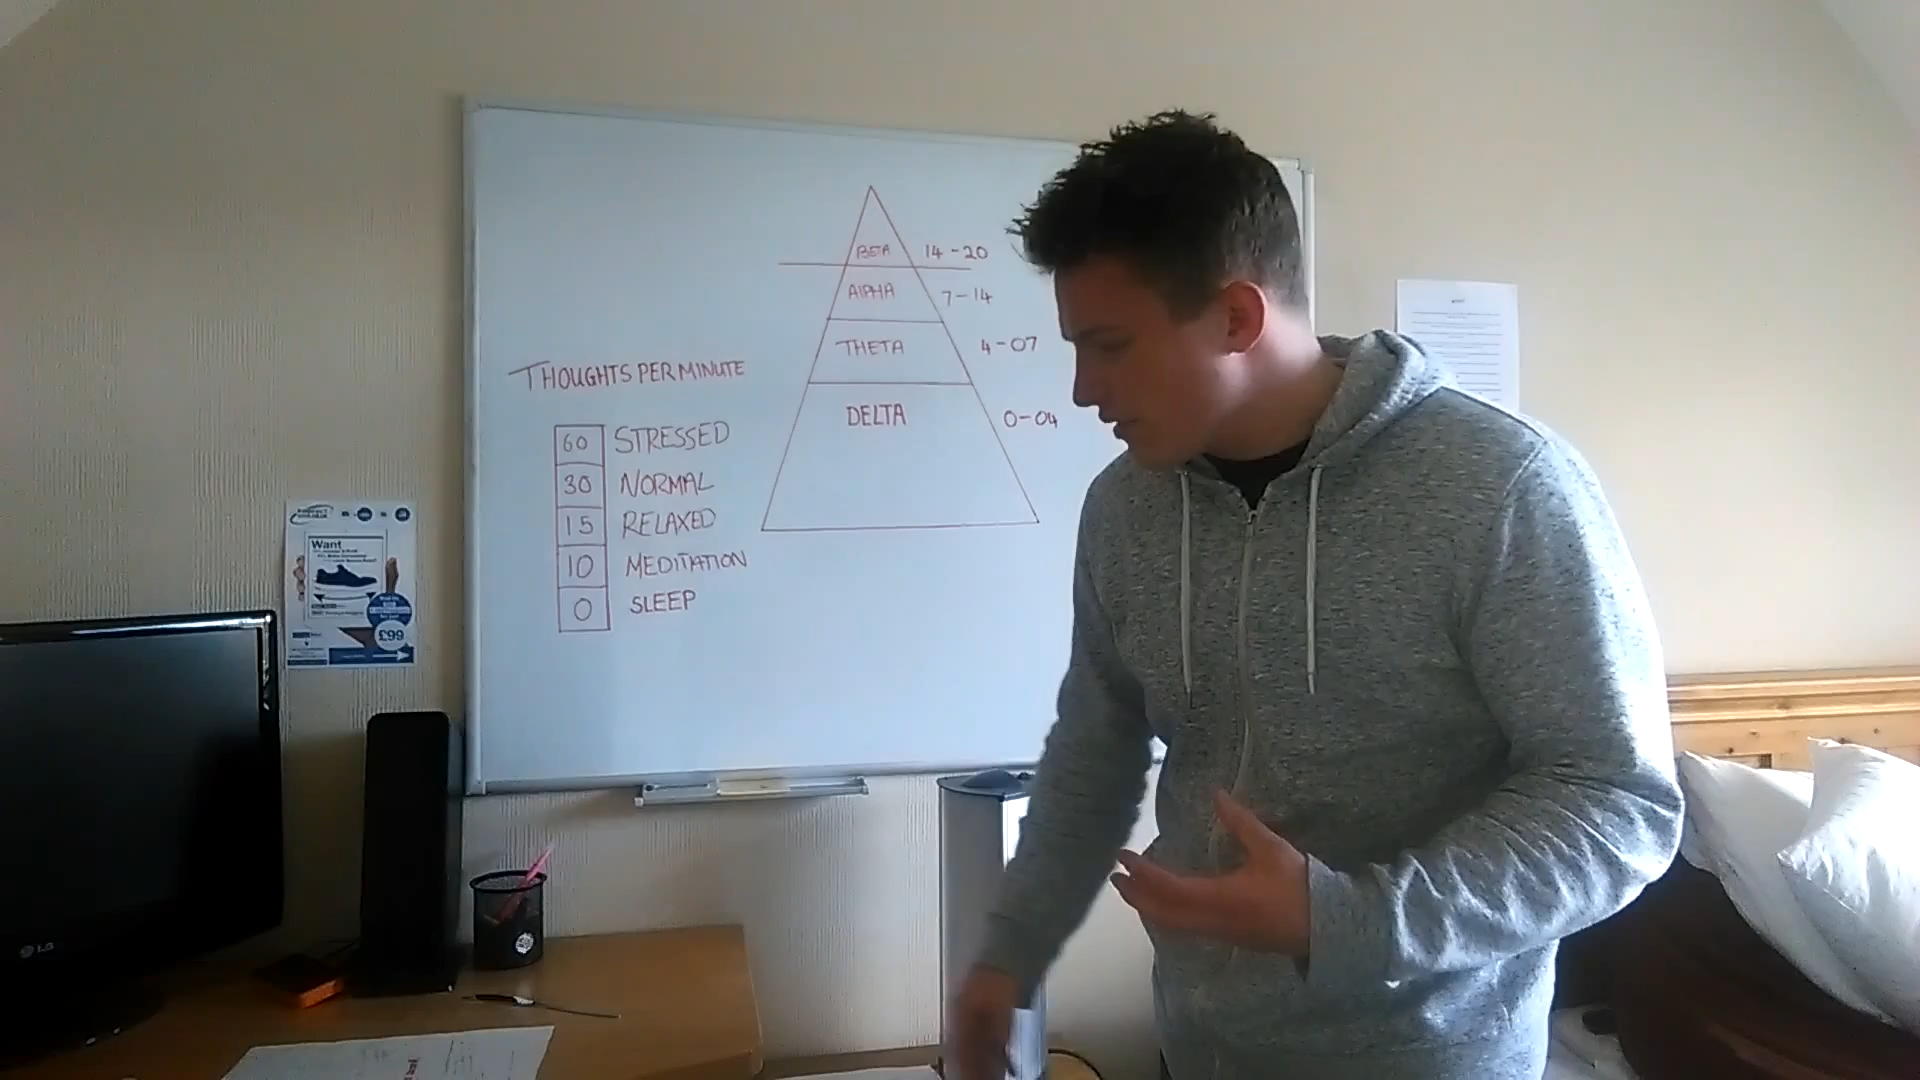 BETA 14-20
AlPHA 7-14
THETA 4-07
DELTA 0-04
THOUGHTS PER MINUTE
60 STRESSED
30 NORMAL
15 RELAXED
10 MEDITATION
0 SLEEP
Want
£99
LG